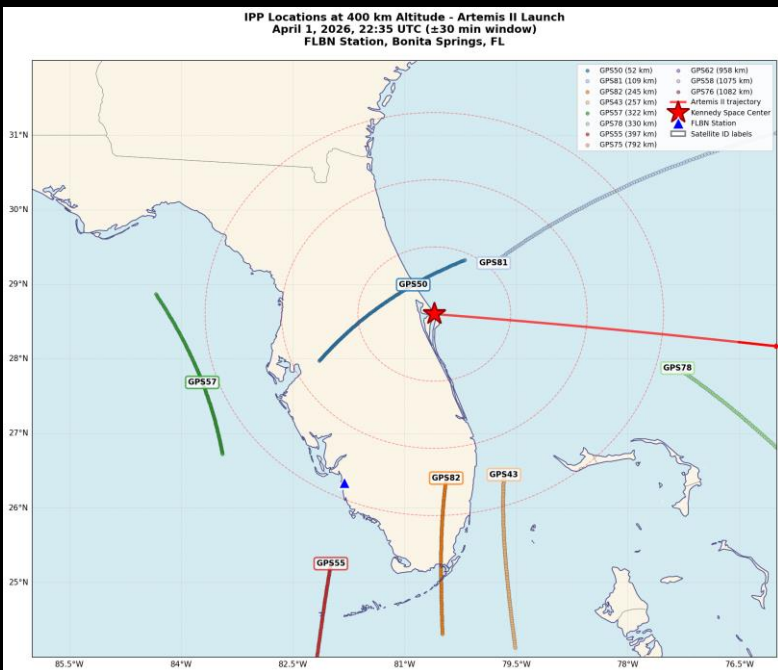 IPP Locations at 400 km Altitude - Artemis II Launch
April 1, 2026, 22:35 UTC (±30 min window)
FLBN Station, Bonita Springs, FL
GPS50 (52 km)
GPS81 (109 km)
GPS82 (245 km)
GPS43 (257 km)
GPS57 (322 km)
GPS78 (330 km)
GPS55 (397 km)
GPS75 (792 km)
GPS62 (958 km)
GPS58 (1075 km)
GPS76 (1082 km)
Artemis II trajectory
Kennedy Space Center
FLBN Station
Satellite ID labels
31°N
30°N
GPS81
29°N
GPS50
28°N
GPS78
GPS57
27°N
GPS82
GPS43
26°N
GPS55
25°N
85.5°W
84°W
82.5°W
81°W
79.5°W
78°W
76.5°W